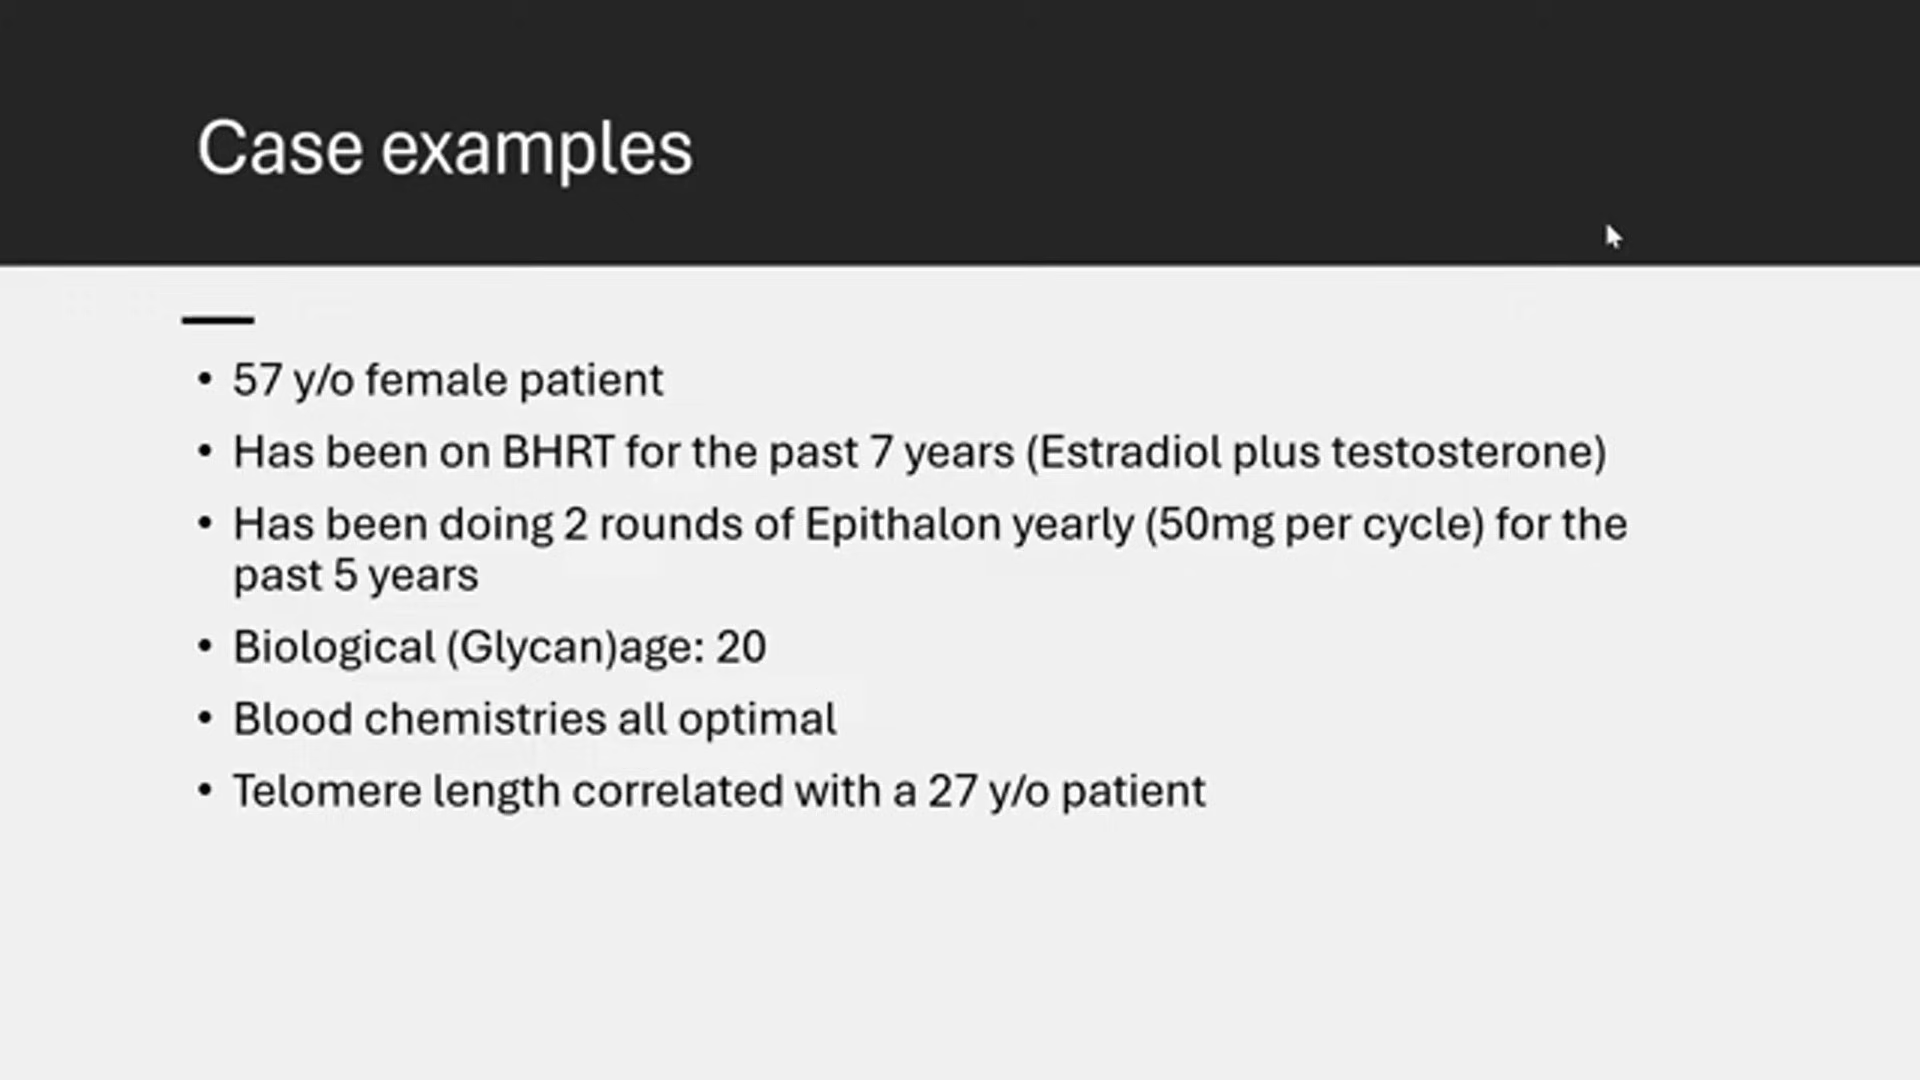 Case examples
• 57 y/o female patient
• Has been on BHRT for the past 7 years (Estradiol plus testosterone)
• Has been doing 2 rounds of Epithalon yearly (50mg per cycle) for the
past 5 years
• Biological (Glycan)age: 20
• Blood chemistries all optimal
• Telomere length correlated with a 27 y/o patient